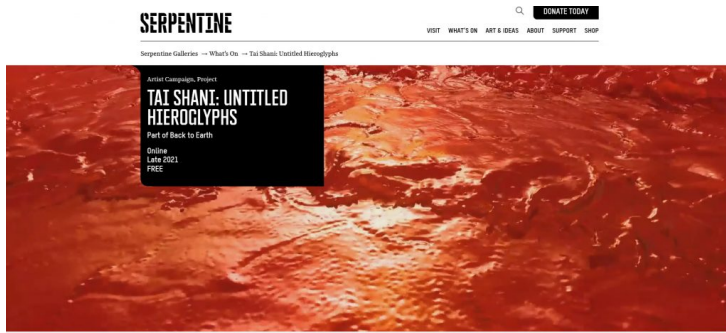 SERPENTINE
DONATE TODAY
VISIT WHAT'S ON ART & IDEAS ABOUT SUPPORT SHOP
Serpentine Galleries → What's On → Tai Shani: Untitled Hieroglyphs
Artist Campaign, Project
TAI SHANI: UNTITLED
HIEROGLYPHS
Part of Back to Earth
Online
Late 2021
FREE